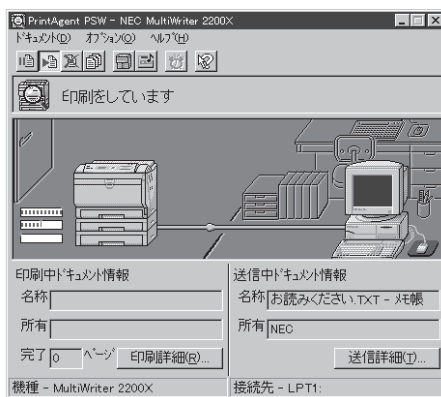 PrintAgent PSW - NEC MultiWriter 2200X
ﾄﾞｷｭﾒﾝﾄ(D) ｵﾌﾟｼｮﾝ(O) ﾍﾙﾌﾟ(H)
印刷をしています
印刷中ﾄﾞｷｭﾒﾝﾄ情報
名称
所有
完了 0 ﾍﾟｰｼﾞ 印刷詳細(R)...
送信中ﾄﾞｷｭﾒﾝﾄ情報
名称 お読みください.TXT - ﾒﾓ帳
所有 NEC
送信詳細(T)...
機種 - MultiWriter 2200X
接続先 - LPT1: